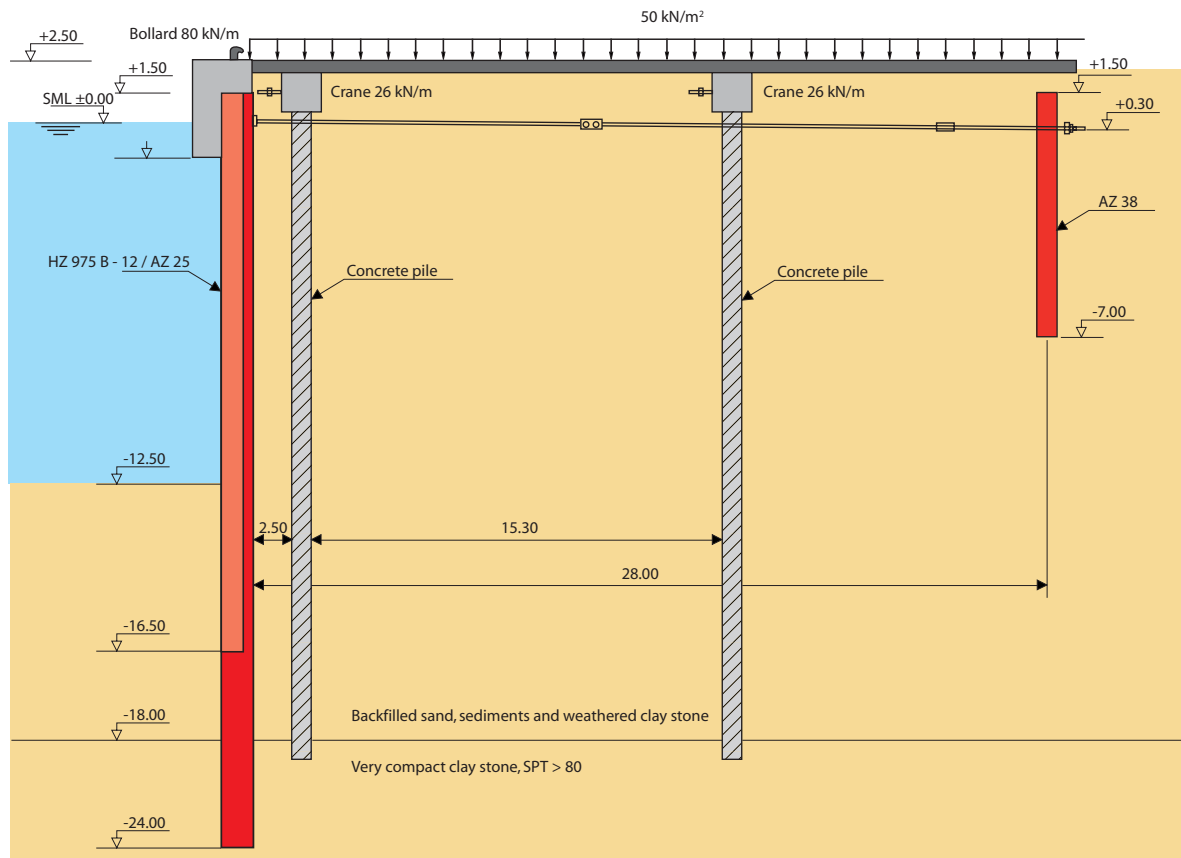 50 kN/m²
Bollard 80 kN/m
+2.50
+1.50
SML ±0.00
Crane 26 kN/m
Crane 26 kN/m
+1.50
+0.30
AZ 38
HZ 975 B - 12 / AZ 25
Concrete pile
Concrete pile
-7.00
-12.50
2.50
15.30
28.00
-16.50
-18.00
Backfilled sand, sediments and weathered clay stone
Very compact clay stone, SPT > 80
-24.00